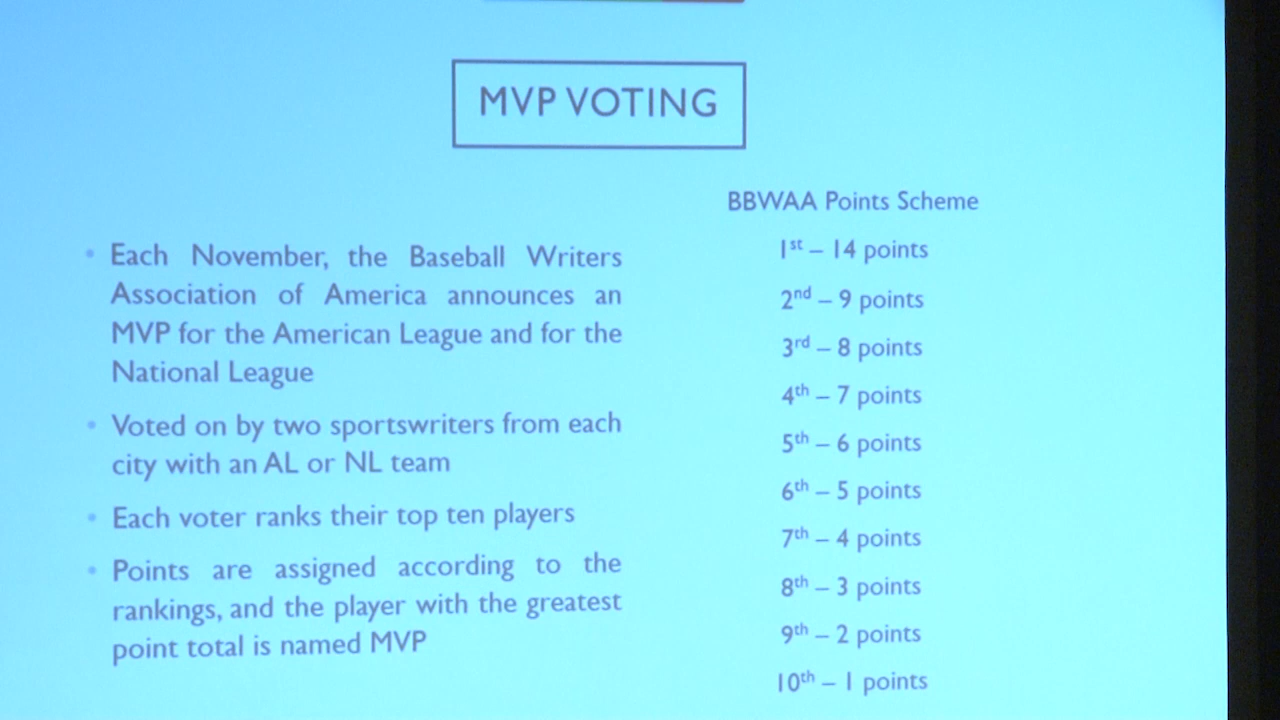 MVP VOTING
• Each November, the Baseball Writers
Association of America announces an
MVP for the American League and for the
National League
• Voted on by two sportswriters from each
city with an AL or NL team
• Each voter ranks their top ten players
• Points are assigned according to the
rankings, and the player with the greatest
point total is named MVP
BBWAA Points Scheme
1st – 14 points
2nd – 9 points
3rd – 8 points
4th – 7 points
5th – 6 points
6th – 5 points
7th – 4 points
8th – 3 points
9th – 2 points
10th – 1 points